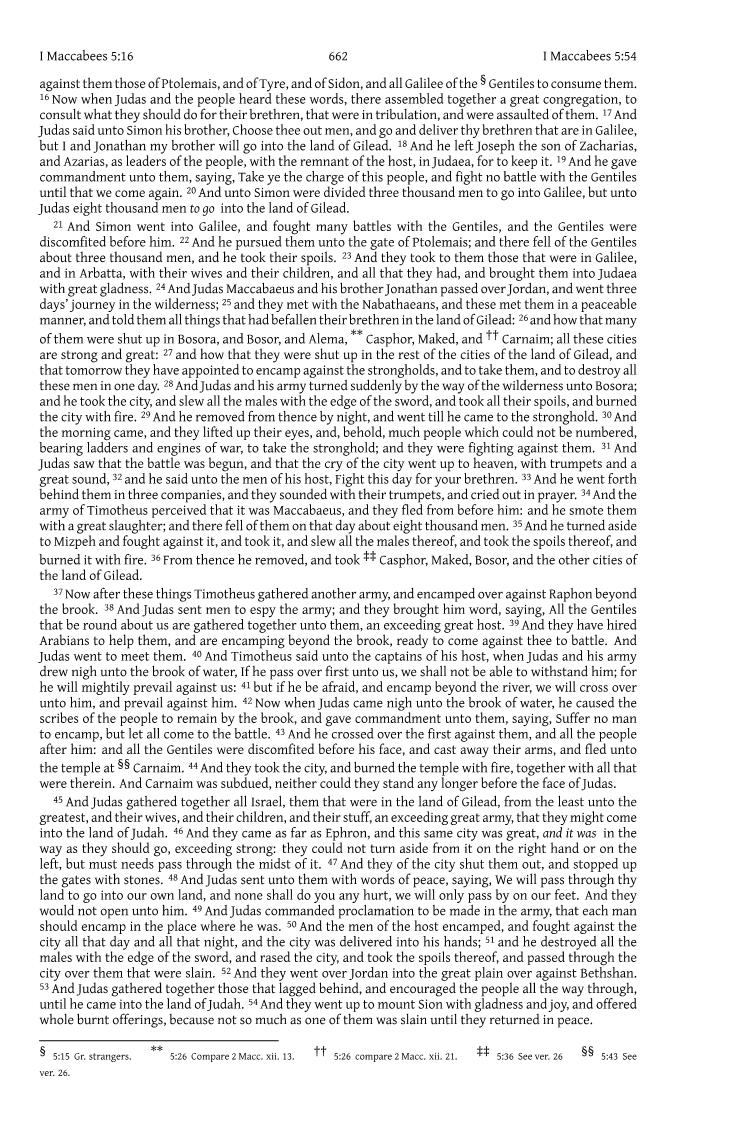 I Maccabees 5:16 662 I Maccabees 5:54
against them those of Ptolemais, and of Tyre, and of Sidon, and all Galilee of the § Gentiles to consume them.
16 Now when Judas and the people heard these words, there assembled together a great congregation, to
consult what they should do for their brethren, that were in tribulation, and were assaulted of them. 17 And
Judas said unto Simon his brother, Choose thee out men, and go and deliver thy brethren that are in Galilee,
but I and Jonathan my brother will go into the land of Gilead. 18 And he left Joseph the son of Zacharias,
and Azarias, as leaders of the people, with the remnant of the host, in Judaea, for to keep it. 19 And he gave
commandment unto them, saying, Take ye the charge of this people, and fight no battle with the Gentiles
until that we come again. 20 And unto Simon were divided three thousand men to go into Galilee, but unto
Judas eight thousand men to go into the land of Gilead.
21 And Simon went into Galilee, and fought many battles with the Gentiles, and the Gentiles were
discomfited before him. 22 And he pursued them unto the gate of Ptolemais; and there fell of the Gentiles
about three thousand men, and he took their spoils. 23 And they took to them those that were in Galilee,
and in Arbatta, with their wives and their children, and all that they had, and brought them into Judaea
with great gladness. 24 And Judas Maccabaeus and his brother Jonathan passed over Jordan, and went three
days’ journey in the wilderness; 25 and they met with the Nabathaeans, and these met them in a peaceable
manner, and told them all things that had befallen their brethren in the land of Gilead: 26 and how that many
of them were shut up in Bosora, and Bosor, and Alema, ** Casphor, Maked, and †† Carnaim; all these cities
are strong and great: 27 and how that they were shut up in the rest of the cities of the land of Gilead, and
that tomorrow they have appointed to encamp against the strongholds, and to take them, and to destroy all
these men in one day. 28 And Judas and his army turned suddenly by the way of the wilderness unto Bosora;
and he took the city, and slew all the males with the edge of the sword, and took all their spoils, and burned
the city with fire. 29 And he removed from thence by night, and went till he came to the stronghold. 30 And
the morning came, and they lifted up their eyes, and, behold, much people which could not be numbered,
bearing ladders and engines of war, to take the stronghold; and they were fighting against them. 31 And
Judas saw that the battle was begun, and that the cry of the city went up to heaven, with trumpets and a
great sound, 32 and he said unto the men of his host, Fight this day for your brethren. 33 And he went forth
behind them in three companies, and they sounded with their trumpets, and cried out in prayer. 34 And the
army of Timotheus perceived that it was Maccabaeus, and they fled from before him: and he smote them
with a great slaughter; and there fell of them on that day about eight thousand men. 35 And he turned aside
to Mizpeh and fought against it, and took it, and slew all the males thereof, and took the spoils thereof, and
burned it with fire. 36 From thence he removed, and took ‡‡ Casphor, Maked, Bosor, and the other cities of
the land of Gilead.
37 Now after these things Timotheus gathered another army, and encamped over against Raphon beyond
the brook. 38 And Judas sent men to espy the army; and they brought him word, saying, All the Gentiles
that be round about us are gathered together unto them, an exceeding great host. 39 And they have hired
Arabians to help them, and are encamping beyond the brook, ready to come against thee to battle. And
Judas went to meet them. 40 And Timotheus said unto the captains of his host, when Judas and his army
drew nigh unto the brook of water, If he pass over first unto us, we shall not be able to withstand him; for
he will mightily prevail against us: 41 but if he be afraid, and encamp beyond the river, we will cross over
unto him, and prevail against him. 42 Now when Judas came nigh unto the brook of water, he caused the
scribes of the people to remain by the brook, and gave commandment unto them, saying, Suffer no man
to encamp, but let all come to the battle. 43 And he crossed over the first against them, and all the people
after him: and all the Gentiles were discomfited before his face, and cast away their arms, and fled unto
the temple at §§ Carnaim. 44 And they took the city, and burned the temple with fire, together with all that
were therein. And Carnaim was subdued, neither could they stand any longer before the face of Judas.
45 And Judas gathered together all Israel, them that were in the land of Gilead, from the least unto the
greatest, and their wives, and their children, and their stuff, an exceeding great army, that they might come
into the land of Judah. 46 And they came as far as Ephron, and this same city was great, and it was in the
way as they should go, exceeding strong: they could not turn aside from it on the right hand or on the
left, but must needs pass through the midst of it. 47 And they of the city shut them out, and stopped up
the gates with stones. 48 And Judas sent unto them with words of peace, saying, We will pass through thy
land to go into our own land, and none shall do you any hurt, we will only pass by on our feet. And they
would not open unto him. 49 And Judas commanded proclamation to be made in the army, that each man
should encamp in the place where he was. 50 And the men of the host encamped, and fought against the
city all that day and all that night, and the city was delivered into his hands; 51 and he destroyed all the
males with the edge of the sword, and rased the city, and took the spoils thereof, and passed through the
city over them that were slain. 52 And they went over Jordan into the great plain over against Bethshan.
53 And Judas gathered together those that lagged behind, and encouraged the people all the way through,
until he came into the land of Judah. 54 And they went up to mount Sion with gladness and joy, and offered
whole burnt offerings, because not so much as one of them was slain until they returned in peace.
§ 5:15 Gr. strangers. ** 5:26 Compare 2 Macc. xii. 13. †† 5:26 compare 2 Macc. xii. 21. ‡‡ 5:36 See ver. 26 §§ 5:43 See
ver. 26.